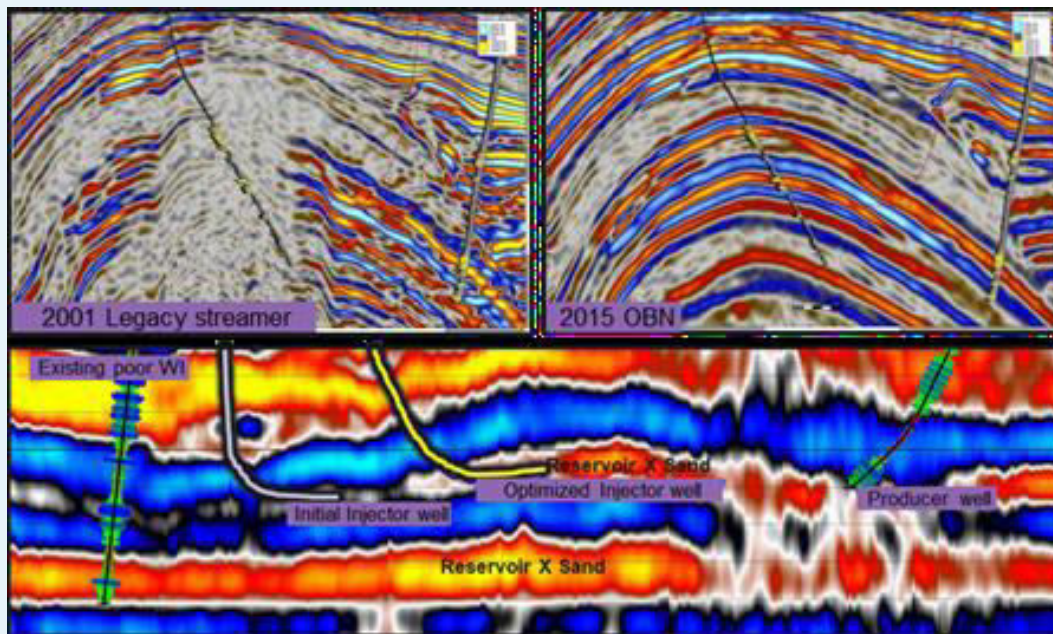 2001 Legacy streamer
2015 OBN
Existing poor WI
Reservoir X Sand
Optimized Injector well
Initial Injector well
Producer well
Reservoir X Sand